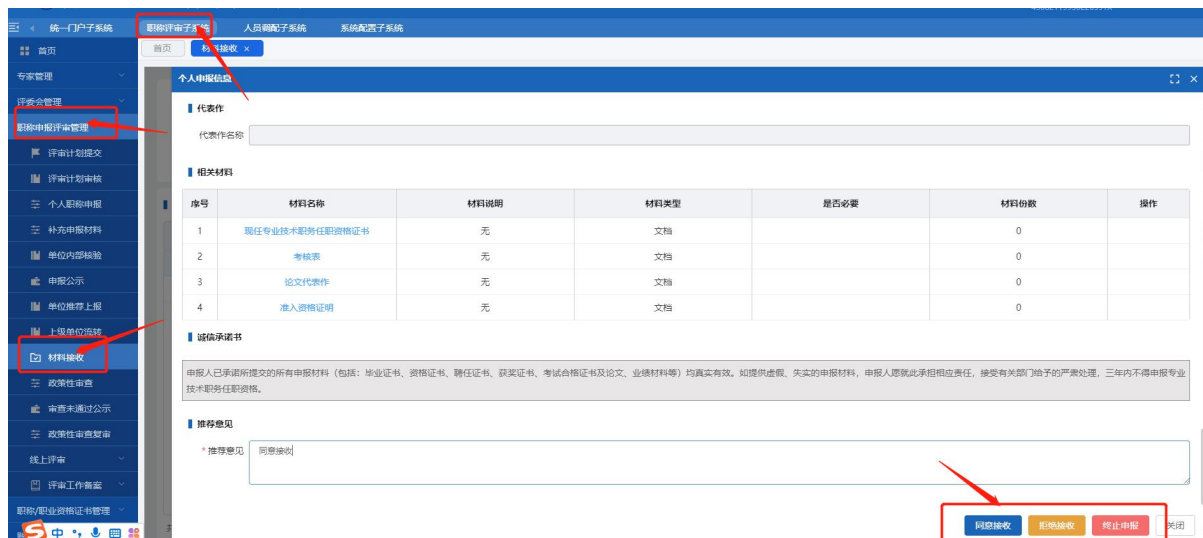 统一门户子系统 职称评审子系统 人员调配子系统 系统配置子系统
首页 首页 材料接收 ×
专家管理
个人申报信息
评委会管理
代表作
职称申报评审管理
代表作名称
评审计划提交
评审计划审核
相关材料
个人职称申报
序号 材料名称 材料说明 材料类型 是否必要 材料份数 操作
补充申报材料
1 现任专业技术职务任职资格证书 无 文档 0
单位内部核验
2 考核表 无 文档 0
申报公示
3 论文代表作 无 文档 0
单位推荐上报
4 准入资格证明 无 文档 0
上级单位流转
诚信承诺书
材料接收
申报人已承诺所提交的所有申报材料（包括：毕业证书、资格证书、聘任证书、获奖证书、考试合格证书及论文、业绩材料等）均真实有效。如提供虚假、失实的申报材料，申报人愿就此承担相应责任，接受有关部门给予的严肃处理，三年内不得申报专业
政策性审查
技术职务任职资格。
审查未通过公示
推荐意见
政策性审查复审
* 推荐意见 同意接收
线上评审
评审工作备案
职称/职业资格证书管理
同意接收 拒绝接收 终止申报 关闭
中